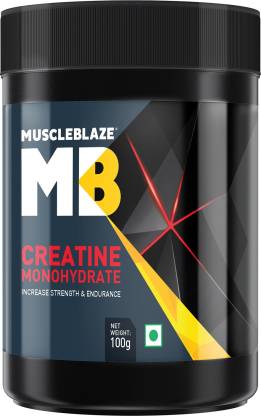 MUSCLEBLAZE®
MB
CREATINE
MONOHYDRATE
INCREASE STRENGTH & ENDURANCE
NET
WEIGHT:
100g